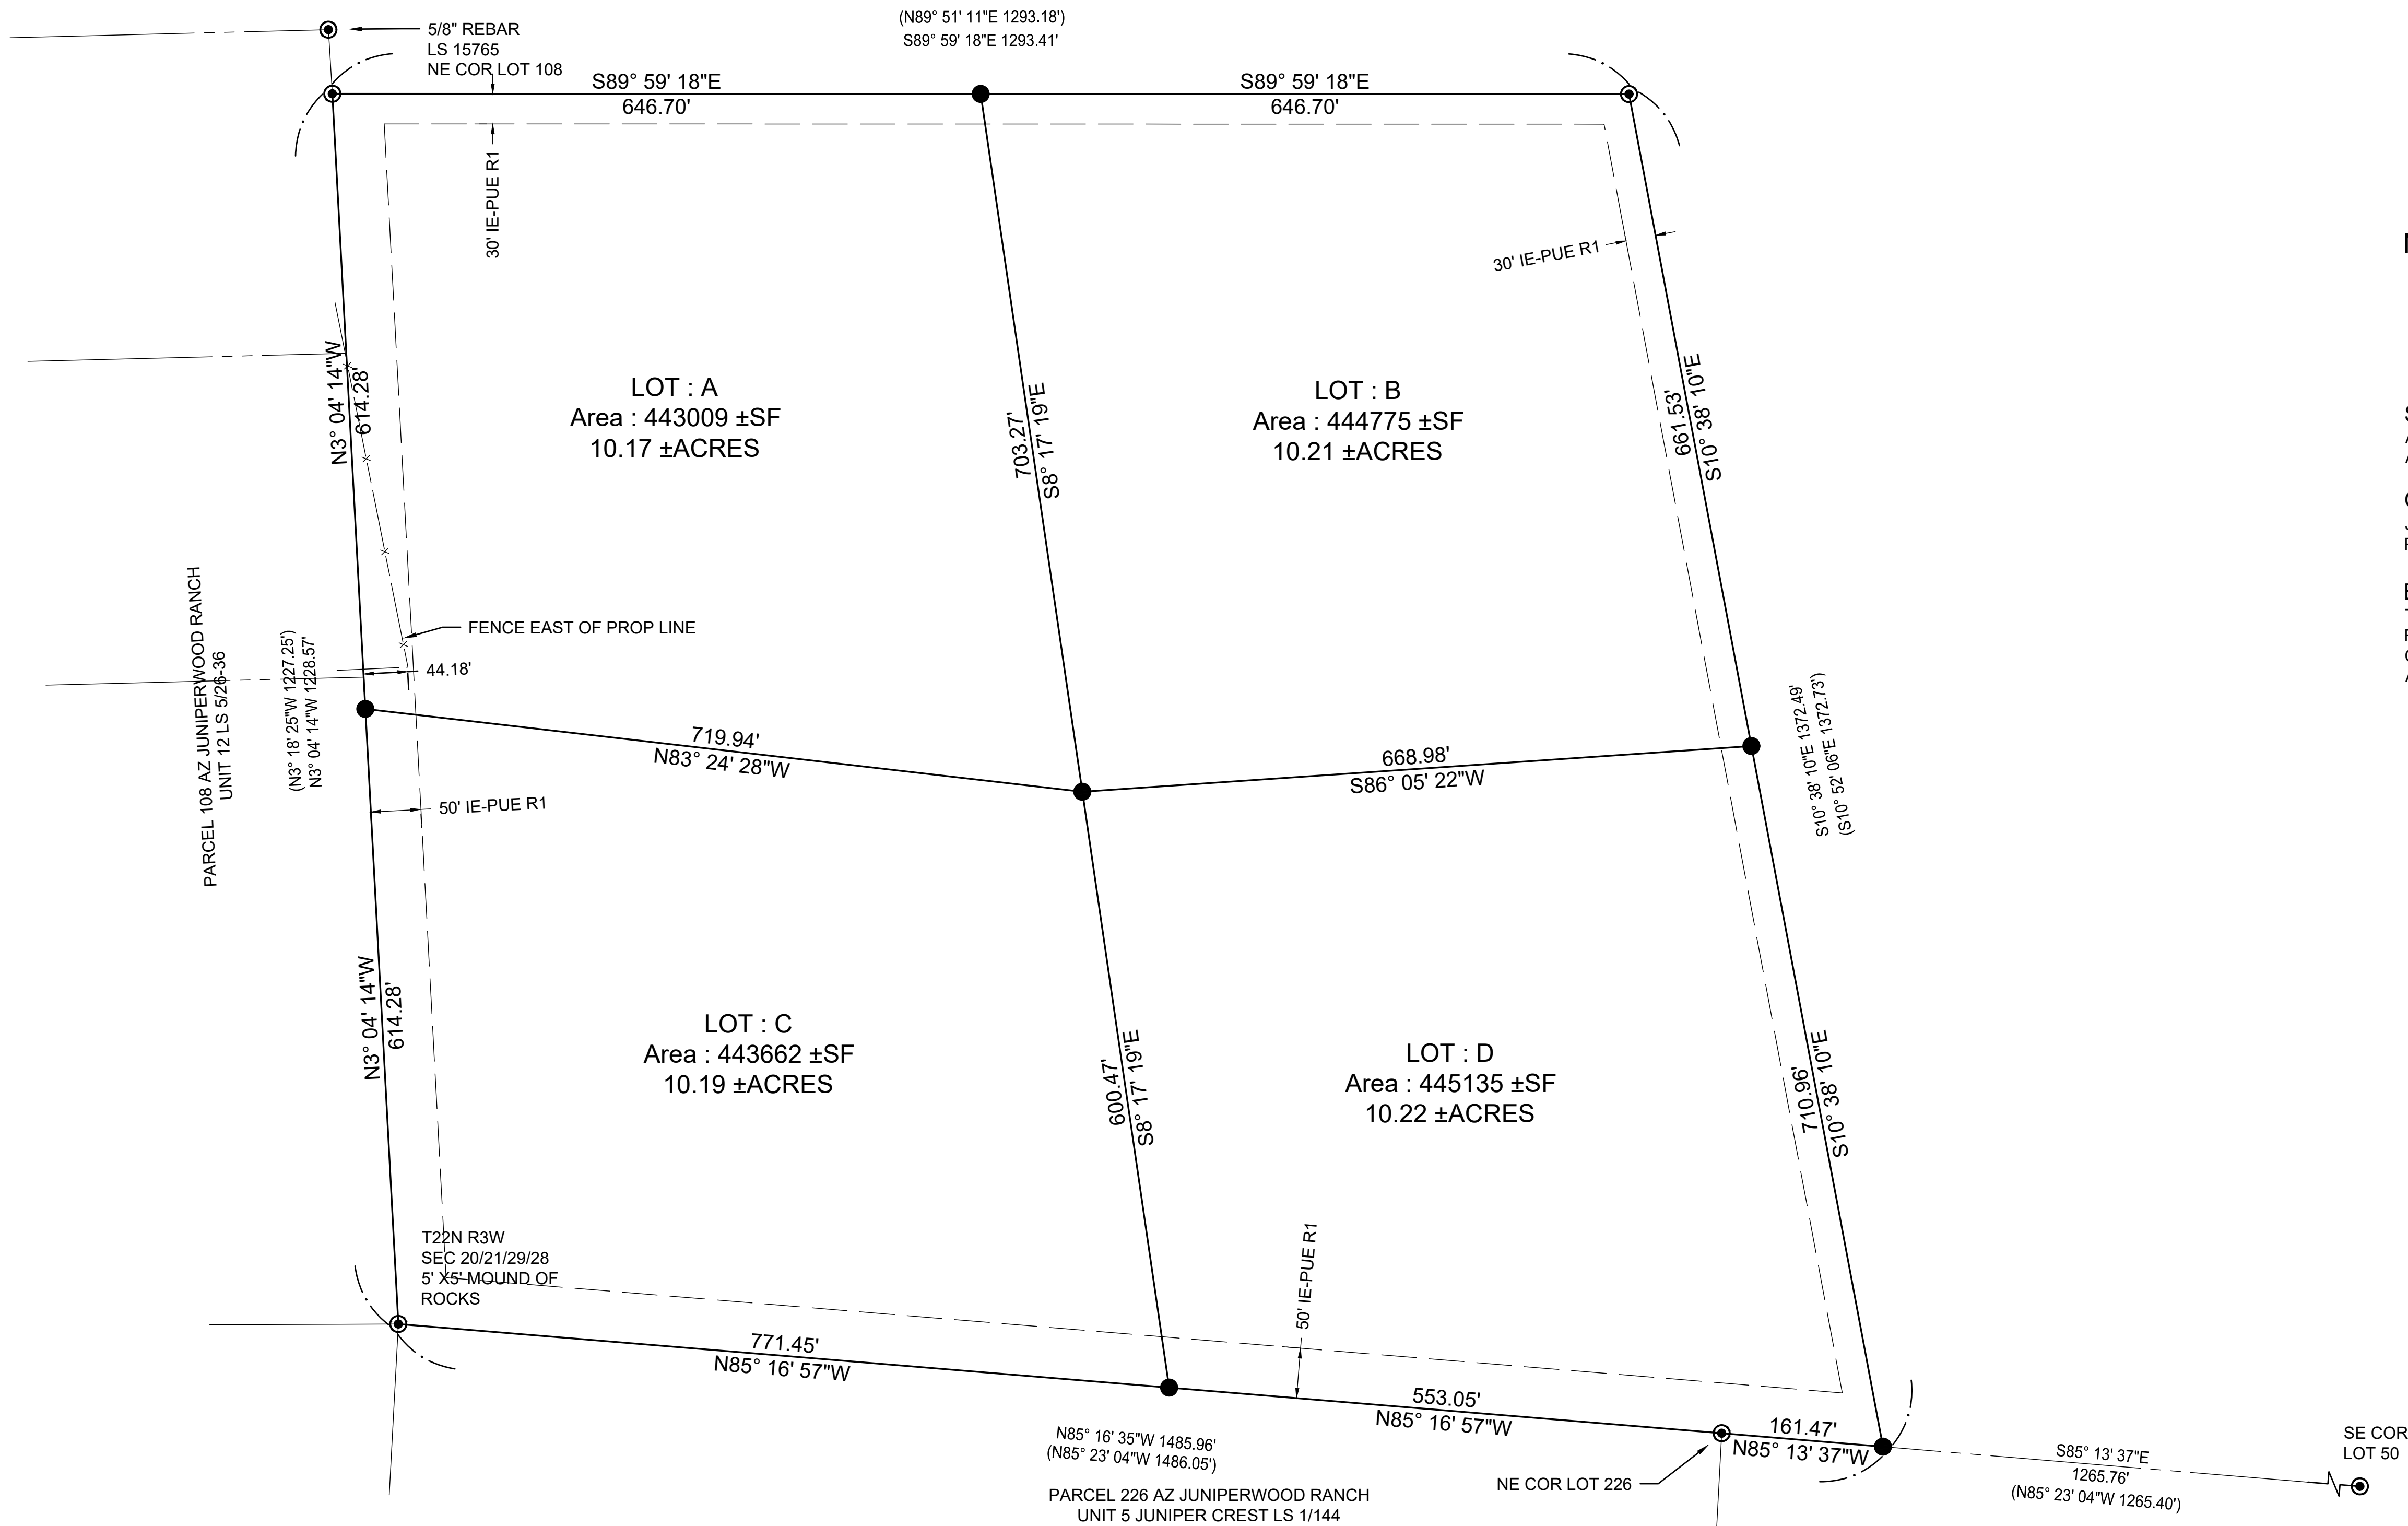 (N89° 51' 11"E 1293.18')
S89° 59' 18"E 1293.41'
5/8" REBAR
LS 15765
NE COR LOT 108
S89° 59' 18"E
646.70'
S89° 59' 18"E
646.70'
30' IE-PUE R1
30' IE-PUE R1
N3° 04' 14"W
614.28'
LOT : A
Area : 443009 ±SF
10.17 ±ACRES
703.27'
S8° 17' 19"E
LOT : B
Area : 444775 ±SF
10.21 ±ACRES
661.53'
S10° 38' 10"E
FENCE EAST OF PROP LINE
44.18'
PARCEL 108 AZ JUNIPERWOOD RANCH
UNIT 12 LS 5/26-36
(N3° 18' 25"W 1227.25')
N3° 04' 14"W 1228.57'
719.94'
N83° 24' 28"W
668.98'
S86° 05' 22"W
S10° 38' 10"E 1372.49'
(S10° 52' 06"E 1372.73')
50' IE-PUE R1
N3° 04' 14"W
614.28'
LOT : C
Area : 443662 ±SF
10.19 ±ACRES
600.47'
S8° 17' 19"E
LOT : D
Area : 445135 ±SF
10.22 ±ACRES
710.96'
S10° 38' 10"E
T22N R3W
SEC 20/21/29/28
5' X5' MOUND OF
ROCKS
50' IE-PUE R1
771.45'
N85° 16' 57"W
553.05'
N85° 16' 57"W
161.47'
N85° 13' 37"W
N85° 16' 35"W 1485.96'
(N85° 23' 04"W 1486.05')
NE COR LOT 226
S85° 13' 37"E
1265.76'
(N85° 23' 04"W 1265.40')
SE COR
LOT 50
PARCEL 226 AZ JUNIPERWOOD RANCH
UNIT 5 JUNIPER CREST LS 1/144